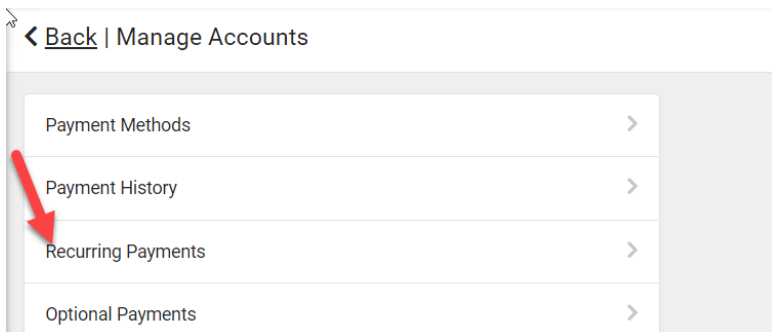 Back | Manage Accounts
Payment Methods
Payment History
Recurring Payments
Optional Payments